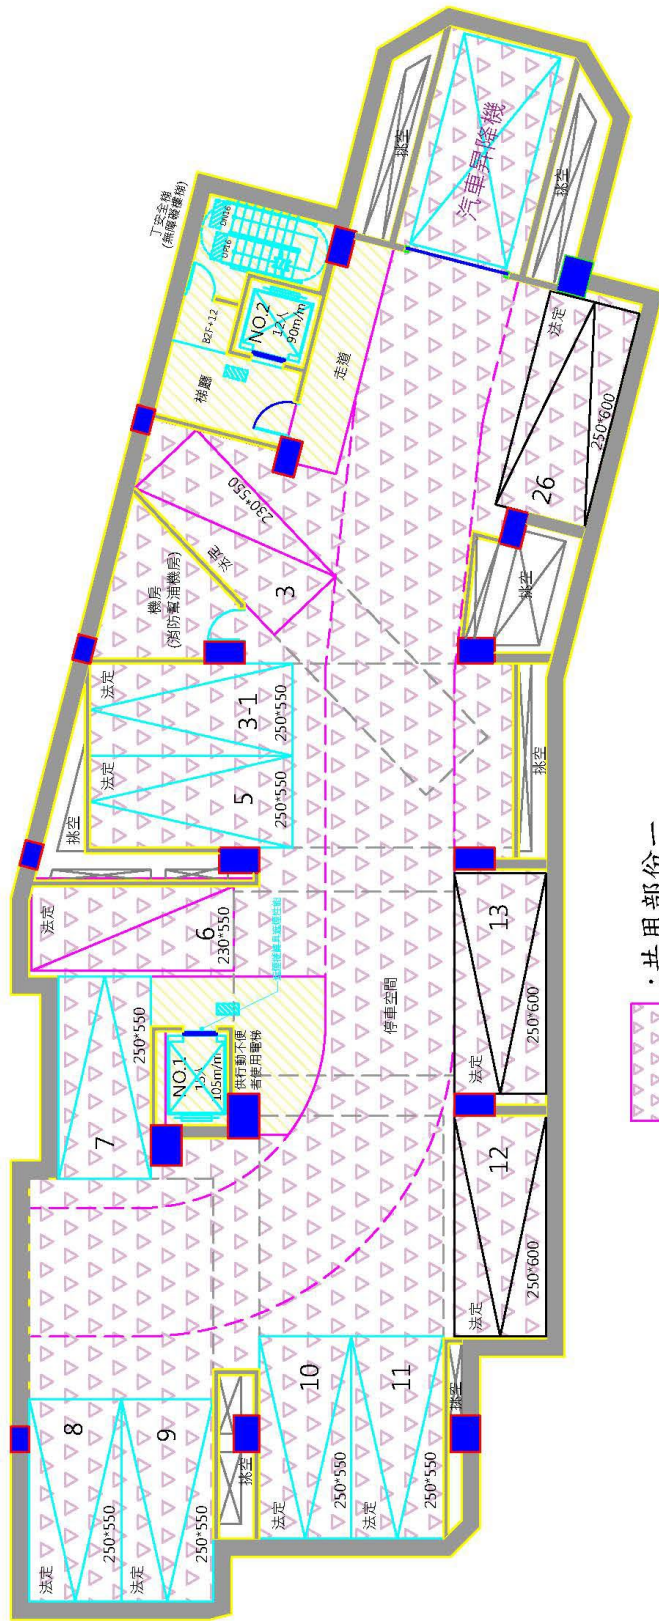 汽車昇降機
挑空
挑空
丁安全梯
(無障礙樓梯)
UP16
DN16
B2F+12
NO.2
12人
90m/m
梯廳
走道
法定
26
250*600
挑空
230*550
法定
3
機房
(消防幫浦機房)
法定
3-1
250*550
法定
5
250*550
挑空
挑空
法定
6
230*550
7
250*550
NO.1
105m/m
供行動不便
者使用電梯
停車空間
法定
13
250*600
法定
12
250*600
法定
8
250*550
法定
9
250*550
挑空
法定
10
250*550
法定
11
250*550
挑空
:共用部份一